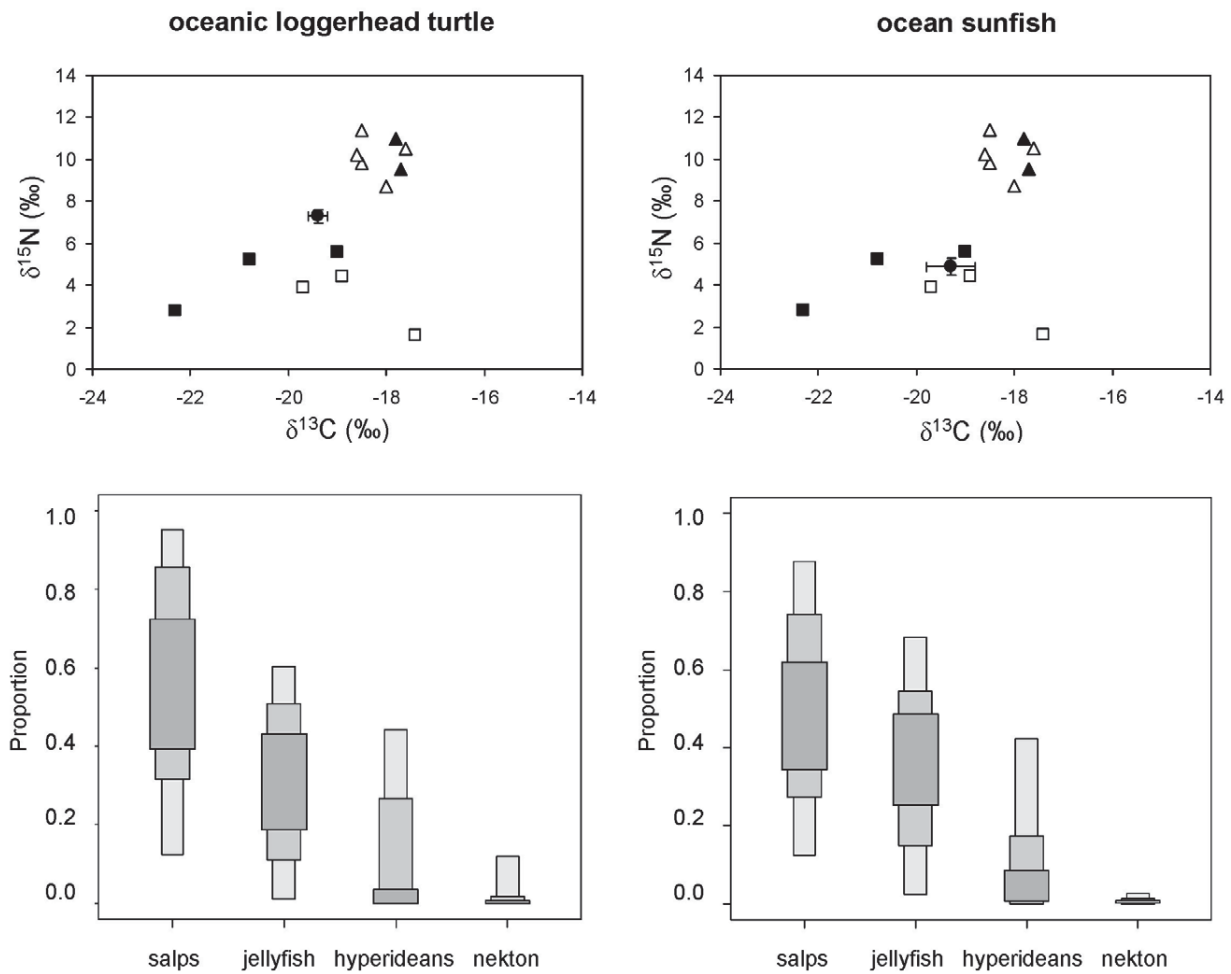 oceanic loggerhead turtle
ocean sunfish
14
12
10
8
6
4
2
0
δ15N (‰)
-24 -22 -20 -18 -16 -14
δ13C (‰)
14
12
10
8
6
4
2
0
δ15N (‰)
-24 -22 -20 -18 -16 -14
δ13C (‰)
1.0
0.8
0.6
0.4
0.2
0.0
Proportion
salps jellyfish hyperideans nekton
1.0
0.8
0.6
0.4
0.2
0.0
Proportion
salps jellyfish hyperideans nekton